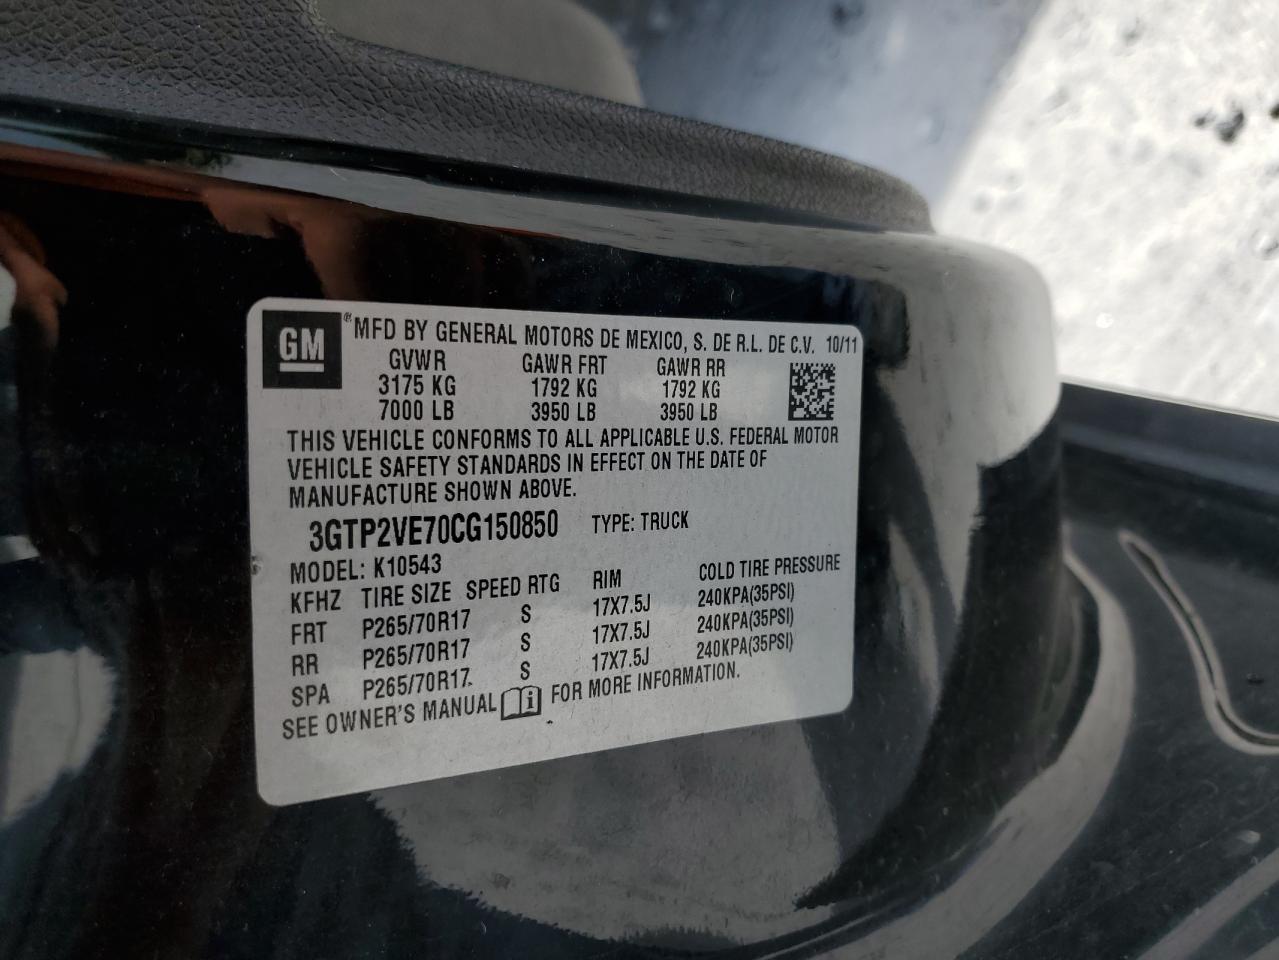 GM ® MFD BY GENERAL MOTORS DE MEXICO, S. DE R.L. DE C.V. 10/11
GVWR GAWR FRT GAWR RR
3175 KG 1792 KG 1792 KG
7000 LB 3950 LB 3950 LB
THIS VEHICLE CONFORMS TO ALL APPLICABLE U.S. FEDERAL MOTOR
VEHICLE SAFETY STANDARDS IN EFFECT ON THE DATE OF
MANUFACTURE SHOWN ABOVE.
3GTP2VE70CG150850 TYPE: TRUCK
MODEL: K10543
KFHZ TIRE SIZE SPEED RTG RIM COLD TIRE PRESSURE
FRT P265/70R17 S 17X7.5J 240KPA(35PSI)
RR P265/70R17 S 17X7.5J 240KPA(35PSI)
SPA P265/70R17 S 17X7.5J 240KPA(35PSI)
SEE OWNER'S MANUAL i FOR MORE INFORMATION.